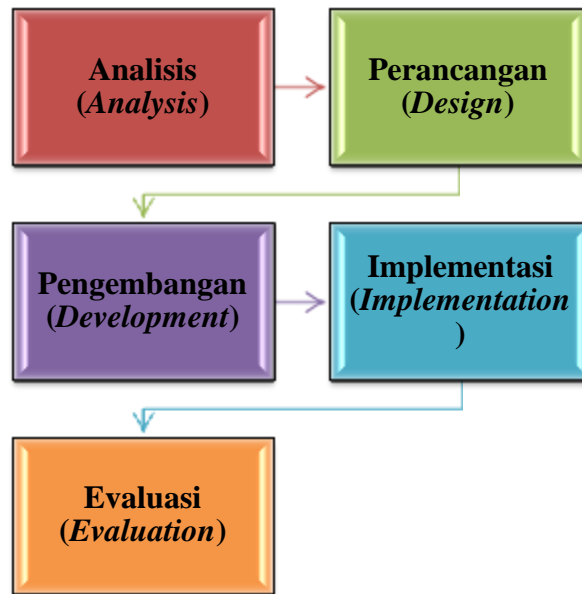 Analisis
(Analysis)
Perancangan
(Design)
Pengembangan
(Development)
Implementasi
(Implementation
)
Evaluasi
(Evaluation)